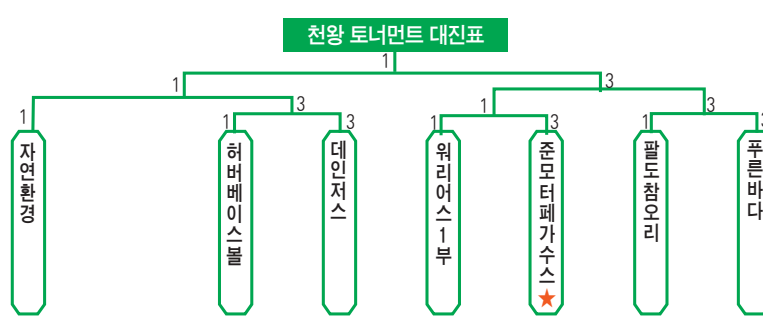 천왕 토너먼트 대진표
1
1
3
1
3
1
3
1
3
1
3
1
3
자연환경
허버베이스볼
데인저스
워리어스1부
준모터페가수스★
팔도참오리
푸른바다